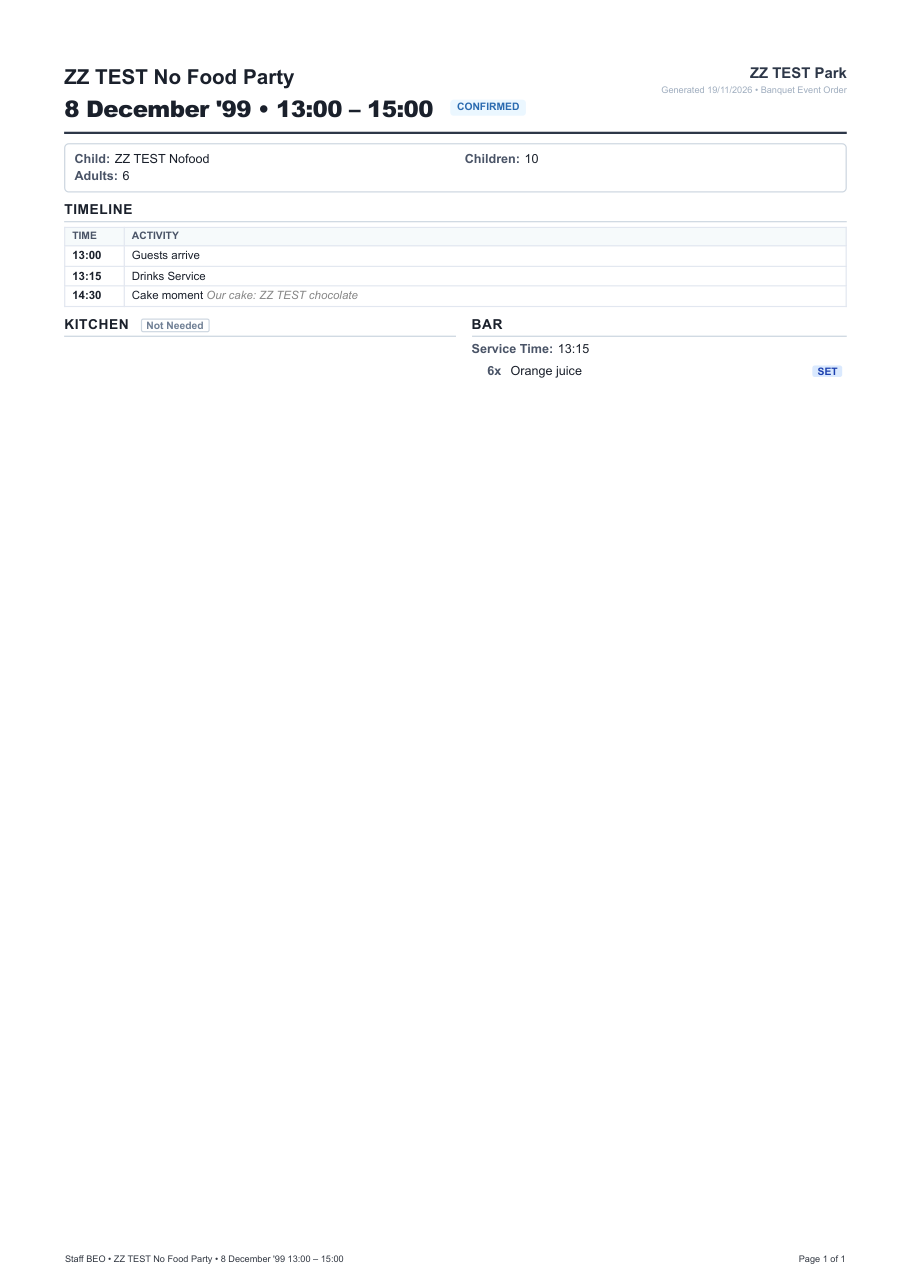 ZZ TEST No Food Party
ZZ TEST Park
Generated 19/11/2026 • Banquet Event Order
8 December '99 • 13:00 – 15:00 CONFIRMED
Child: ZZ TEST Nofood Children: 10
Adults: 6
TIMELINE
TIME ACTIVITY
13:00 Guests arrive
13:15 Drinks Service
14:30 Cake moment Our cake: ZZ TEST chocolate
KITCHEN Not Needed
BAR
Service Time: 13:15
6x Orange juice SET
Staff BEO • ZZ TEST No Food Party • 8 December '99 13:00 – 15:00 Page 1 of 1